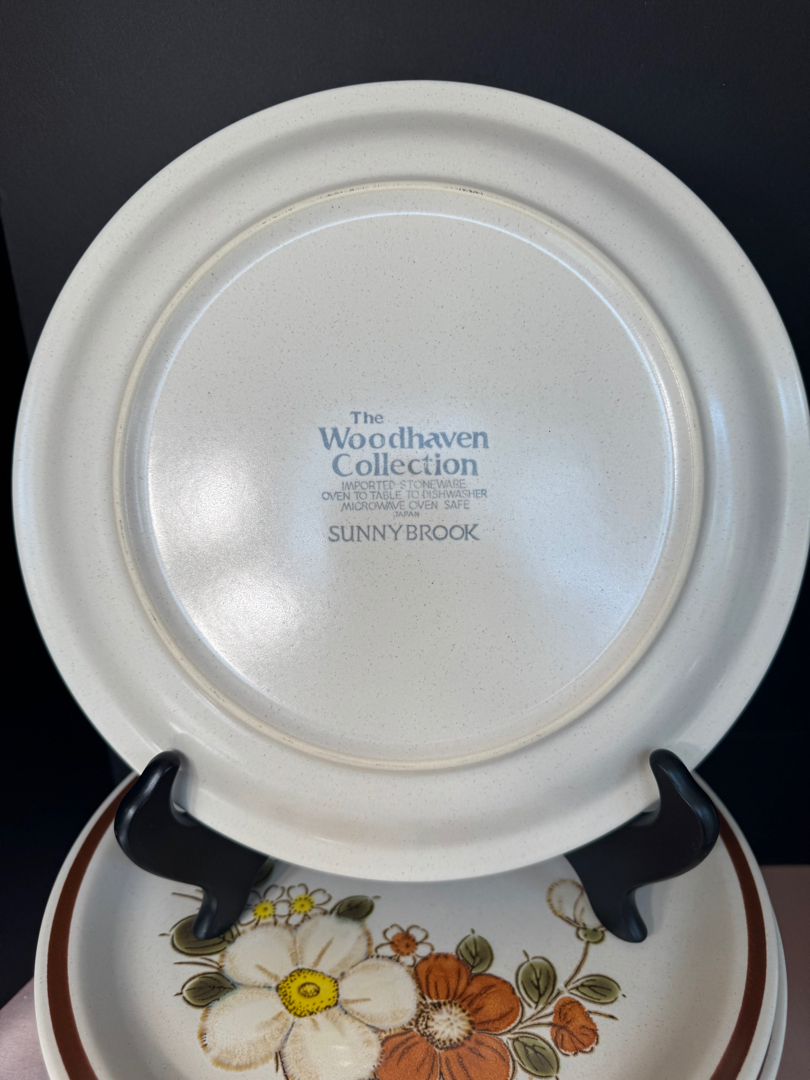 The
Woodhaven
Collection
IMPORTED STONEWARE
OVEN TO TABLE TO DISHWASHER
MICROWAVE OVEN SAFE
JAPAN
SUNNYBROOK